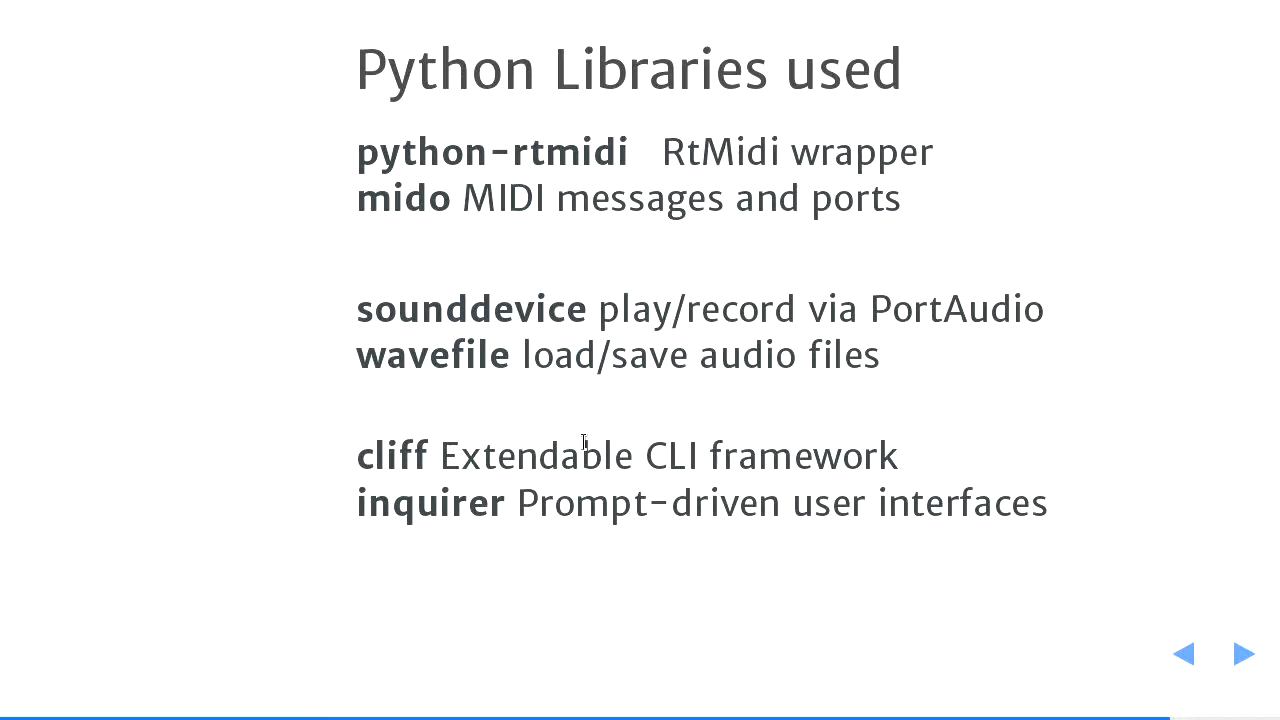 Python Libraries used
python-rtmidi RtMidi wrapper
mido MIDI messages and ports
sounddevice play/record via PortAudio
wavefile load/save audio files
cliff Extendable CLI framework
inquirer Prompt-driven user interfaces